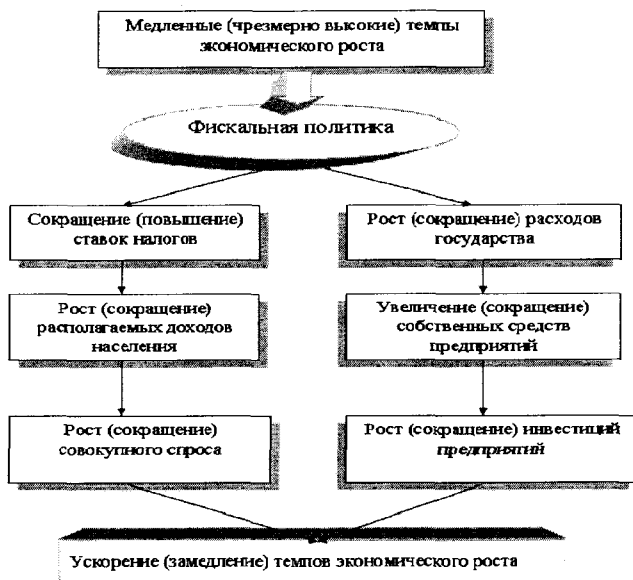 Медленные (чрезмерно высокие) темпы
экономического роста
Фискальная политика
Сокращение (повышение)
ставок налогов
Рост (сокращение) расходов
государства
Рост (сокращение)
располагаемых доходов
населения
Увеличение (сокращение)
собственных средств
предприятий
Рост (сокращение)
совокупного спроса
Рост (сокращение) инвестиций
предприятий
Ускорение (замедление) темпов экономического роста